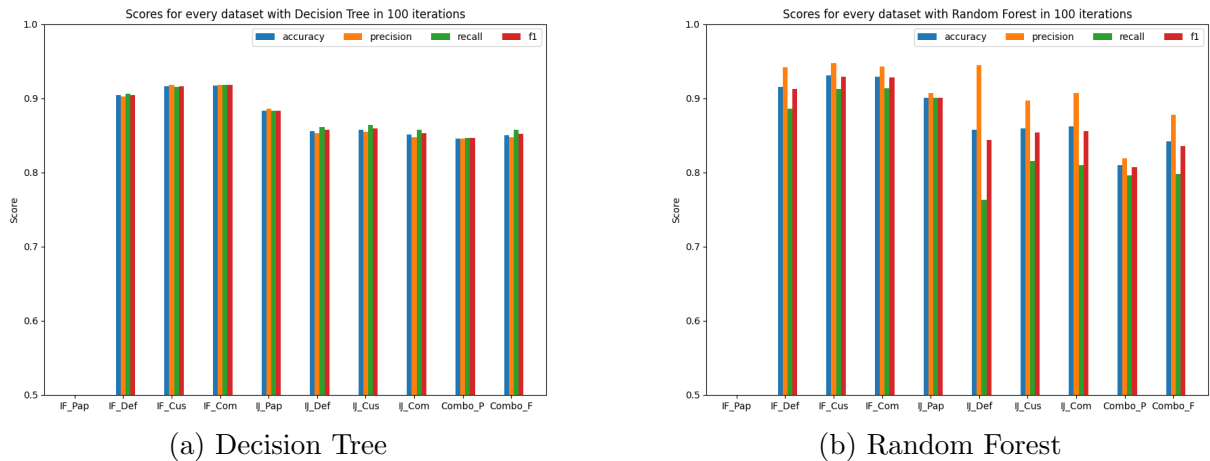 Scores for every dataset with Decision Tree in 100 iterations
accuracy precision recall f1
1.0
0.9
0.8
0.7
0.6
0.5
Score
IF_Pap IF_Def IF_Cus IF_Com IJ_Pap IJ_Def IJ_Cus IJ_Com Combo_P Combo_F
(a) Decision Tree
Scores for every dataset with Random Forest in 100 iterations
accuracy precision recall f1
1.0
0.9
0.8
0.7
0.6
0.5
Score
IF_Pap IF_Def IF_Cus IF_Com IJ_Pap IJ_Def IJ_Cus IJ_Com Combo_P Combo_F
(b) Random Forest